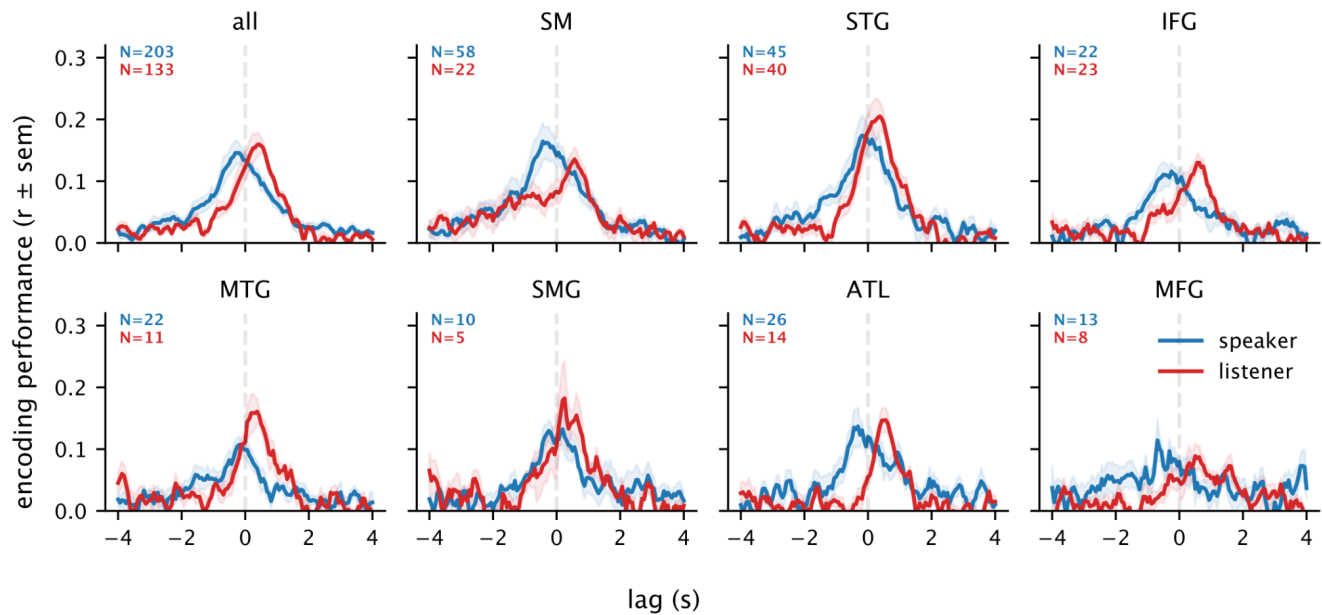 all
SM
STG
IFG
N=203
N=133
N=58
N=22
N=45
N=40
N=22
N=23
0.3
0.2
0.1
0.0
−4 −2 0 2 4
−4 −2 0 2 4
−4 −2 0 2 4
−4 −2 0 2 4
MTG
SMG
ATL
MFG
N=22
N=11
N=10
N=5
N=26
N=14
N=13
N=8
speaker
listener
0.3
0.2
0.1
0.0
encoding performance (r ± sem)
lag (s)